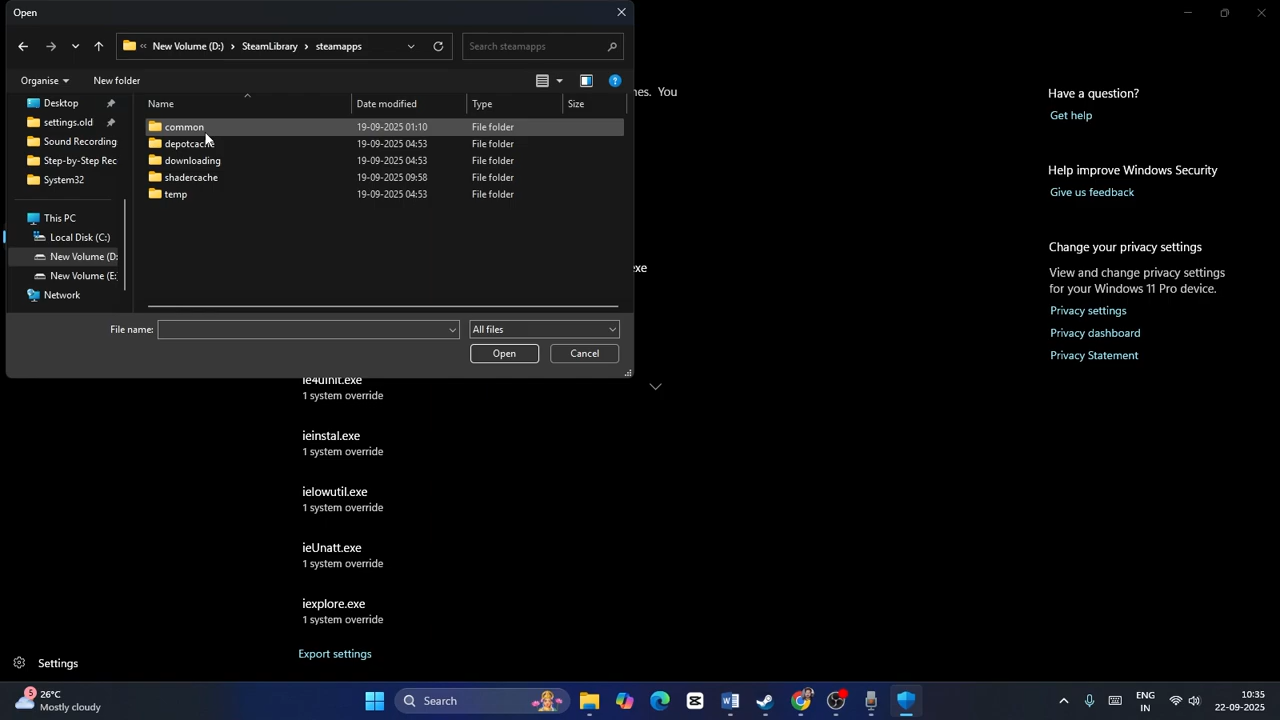 Open
New Volume (D:) › SteamLibrary › steamapps
Search steamapps
Organise
New folder
Name
Date modified
Type
Size
Desktop
settings.old
Sound Recording
Step-by-Step Rec
System32
This PC
Local Disk (C:)
New Volume (D:
New Volume (E:
Network
common 19-09-2025 01:10 File folder
depotcache 19-09-2025 04:53 File folder
downloading 19-09-2025 04:53 File folder
shadercache 19-09-2025 09:58 File folder
temp 19-09-2025 04:53 File folder
File name:
All files
Open
Cancel
nes. You
xe
ie4uinit.exe
1 system override
ieinstal.exe
1 system override
ielowutil.exe
1 system override
ieUnatt.exe
1 system override
iexplore.exe
1 system override
Export settings
Settings
Have a question?
Get help
Help improve Windows Security
Give us feedback
Change your privacy settings
View and change privacy settings
for your Windows 11 Pro device.
Privacy settings
Privacy dashboard
Privacy Statement
5
26°C
Mostly cloudy
Search
ENG
IN
10:35
22-09-2025